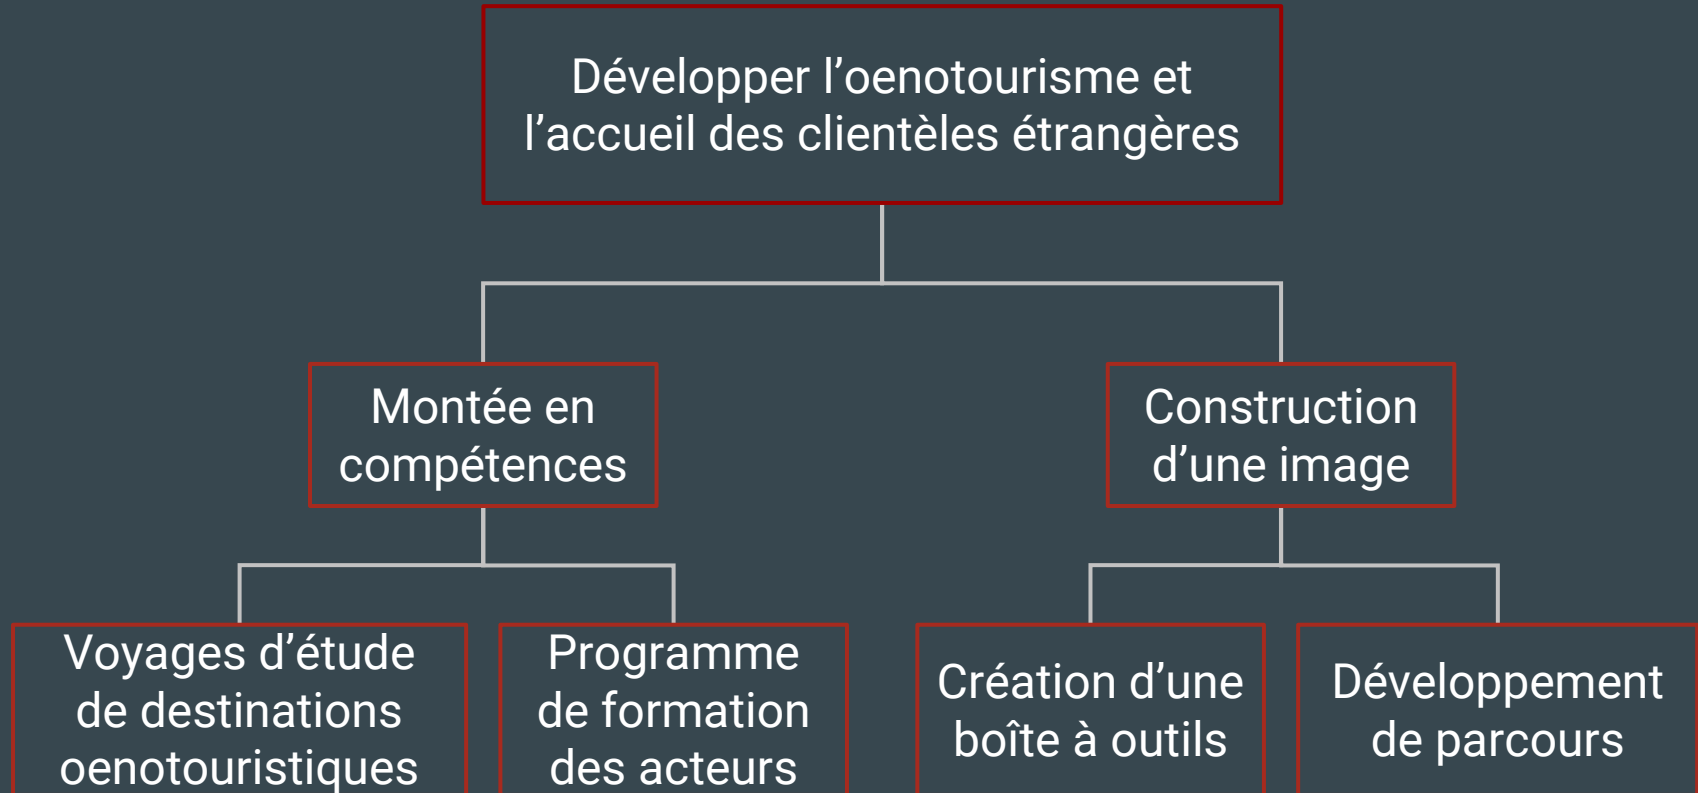 Développer l’oenotourisme et
l’accueil des clientèles étrangères
Montée en
compétences
Construction
d’une image
Voyages d’étude
de destinations
oenotouristiques
Programme
de formation
des acteurs
Création d’une
boîte à outils
Développement
de parcours